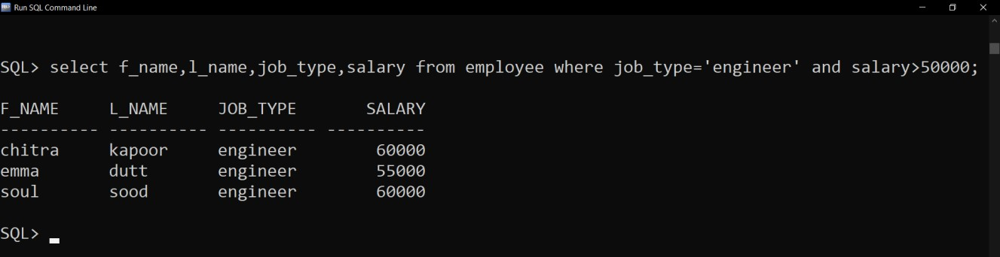 Run SQL Command Line
SQL> select f_name,l_name,job_type,salary from employee where job_type='engineer' and salary>50000;
F_NAME     L_NAME     JOB_TYPE       SALARY
---------- ---------- ---------- ----------
chitra     kapoor     engineer        60000
emma       dutt       engineer        55000
soul       sood       engineer        60000
SQL>